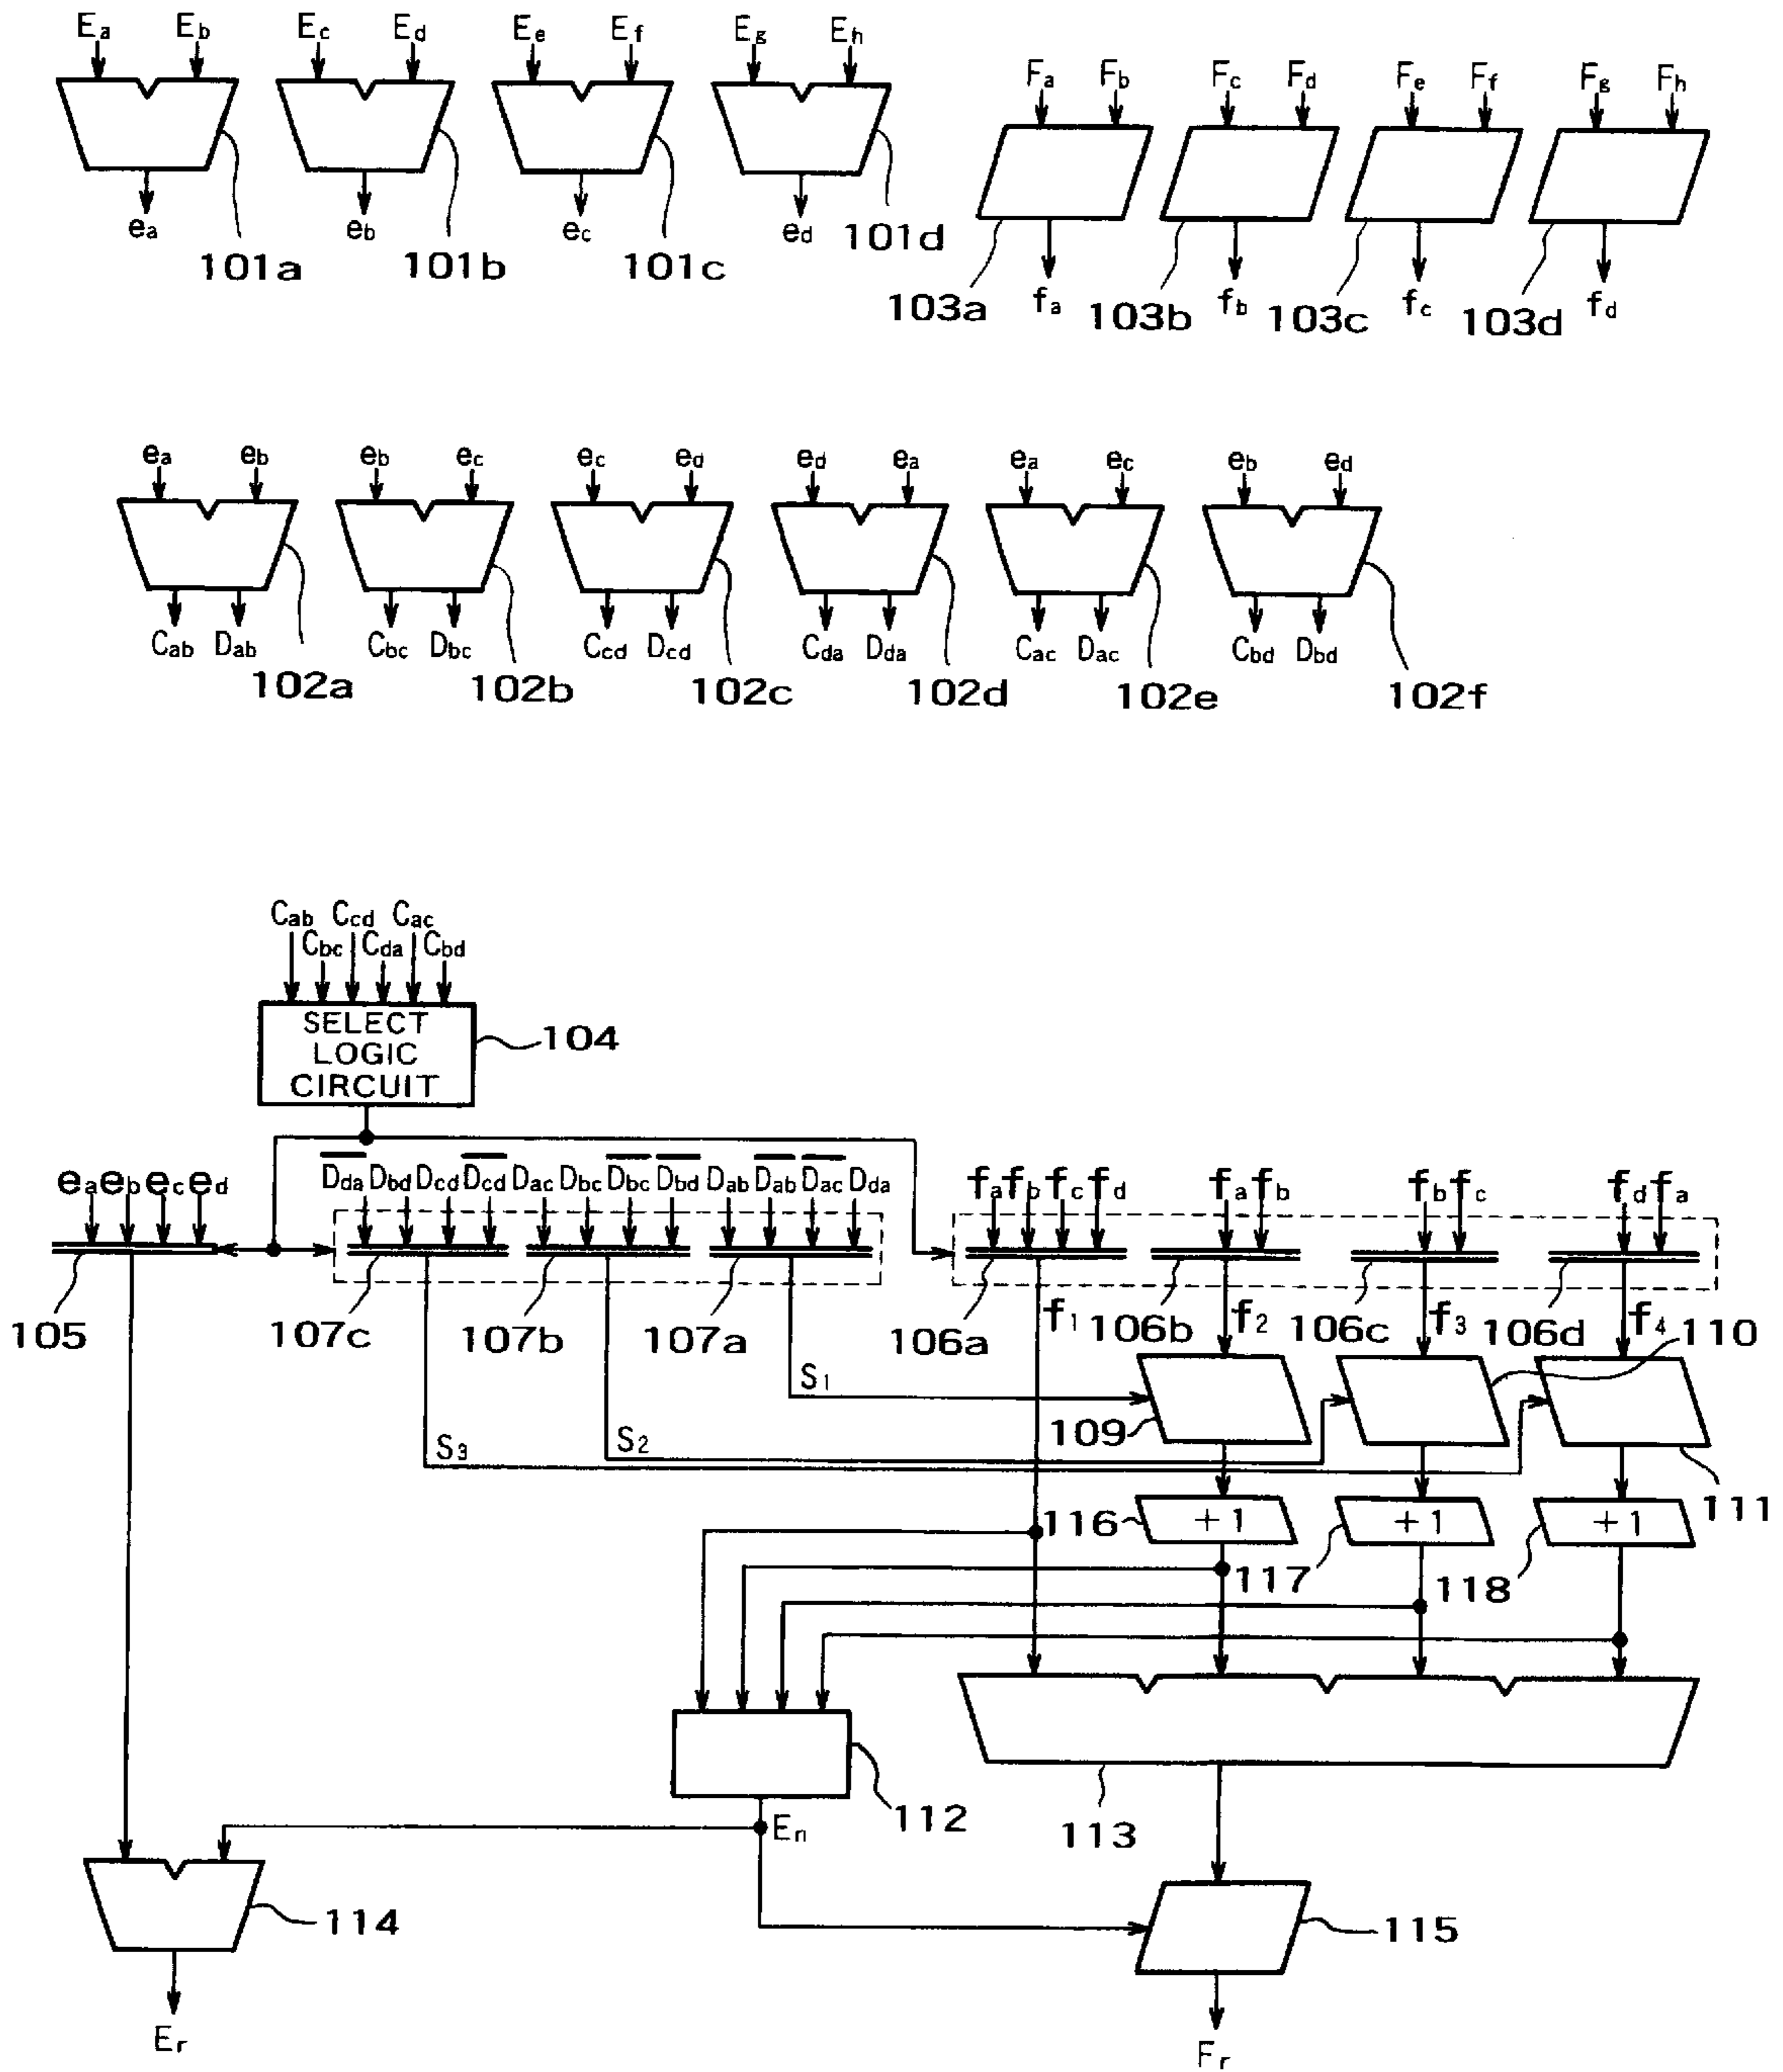 Ea Eb Ec Ed Ee Ef Eg Eh
Fa Fb Fc Fd Fe Ff Fg Fh
ea eb ec ed
101a 101b 101c 101d
fa fb fc fd
103a 103b 103c 103d
ea eb eb ec ec ed ed ea ea ec eb ed
Cab Dab Cbc Dbc Ccd Dcd Cda Dda Cac Dac Cbd Dbd
102a 102b 102c 102d 102e 102f
Cab Ccd Cac
Cbc Cda Cbd
SELECT
LOGIC
CIRCUIT
104
ea eb ec ed
D̅da Dbd Dcd D̅cd Dac Dbc D̅bc D̅bd Dab D̅ab D̅ac Dda
fa fb fc fd fa fb fb fc fd fa
105 107c 107b 107a 106a f1 106b f2 106c f3 106d f4 110
S1
109
S2
S3
111
116 +1 +1 +1
117 118
112
En
113
114
115
Er
Fr